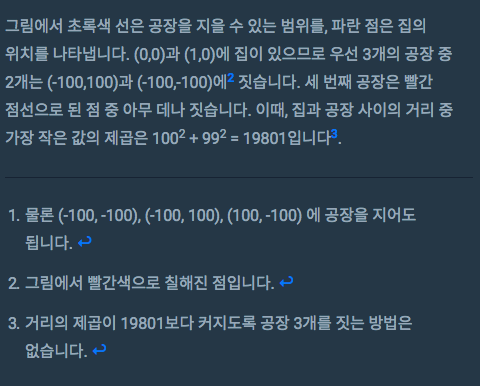 그림에서 초록색 선은 공장을 지을 수 있는 범위를, 파란 점은 집의
위치를 나타냅니다. (0,0)과 (1,0)에 집이 있으므로 우선 3개의 공장 중
2개는 (-100,100)과 (-100,-100)에² 짓습니다. 세 번째 공장은 빨간
점선으로 된 점 중 아무 데나 짓습니다. 이때, 집과 공장 사이의 거리 중
가장 작은 값의 제곱은 100² + 99² = 19801입니다³.
1. 물론 (-100, -100), (-100, 100), (100, -100) 에 공장을 지어도
됩니다. ↩
2. 그림에서 빨간색으로 칠해진 점입니다. ↩
3. 거리의 제곱이 19801보다 커지도록 공장 3개를 짓는 방법은
없습니다. ↩